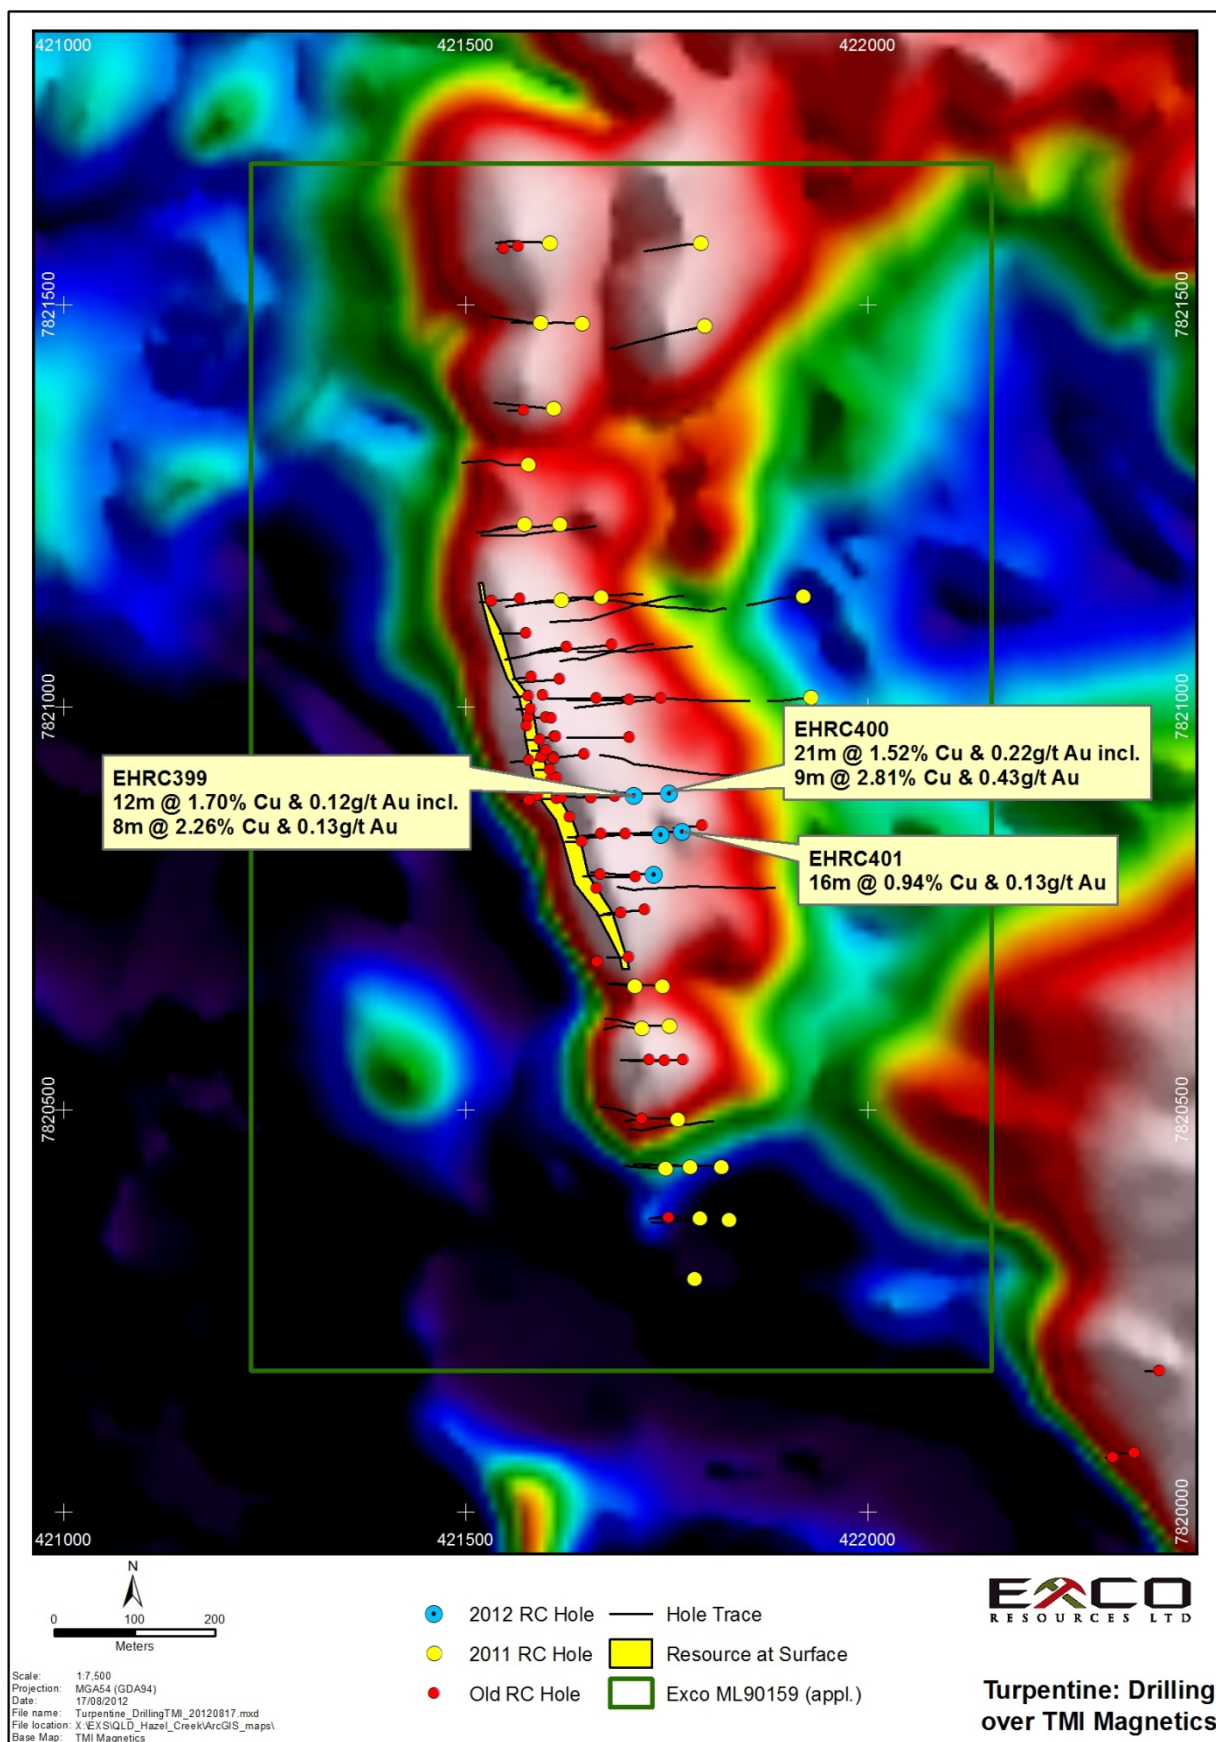 421000 421500 422000
7821500 7821500
7821000 7821000
EHRC400
21m @ 1.52% Cu & 0.22g/t Au incl.
9m @ 2.81% Cu & 0.43g/t Au
EHRC399
12m @ 1.70% Cu & 0.12g/t Au incl.
8m @ 2.26% Cu & 0.13g/t Au
EHRC401
16m @ 0.94% Cu & 0.13g/t Au
7820500 7820500
7820000
421000 421500 422000
N
0 100 200
Meters
2012 RC Hole Hole Trace
2011 RC Hole Resource at Surface
Old RC Hole Exco ML90159 (appl.)
EXCO
RESOURCES LTD
Scale: 1:7,500
Projection: MGA54 (GDA94)
Date: 17/08/2012
File name: Turpentine_DrillingTMI_20120817.mxd
File location: X:\EXS\QLD_Hazel_Creek\ArcGIS_maps\
Base Map: TMI Magnetics
Turpentine: Drilling
over TMI Magnetics